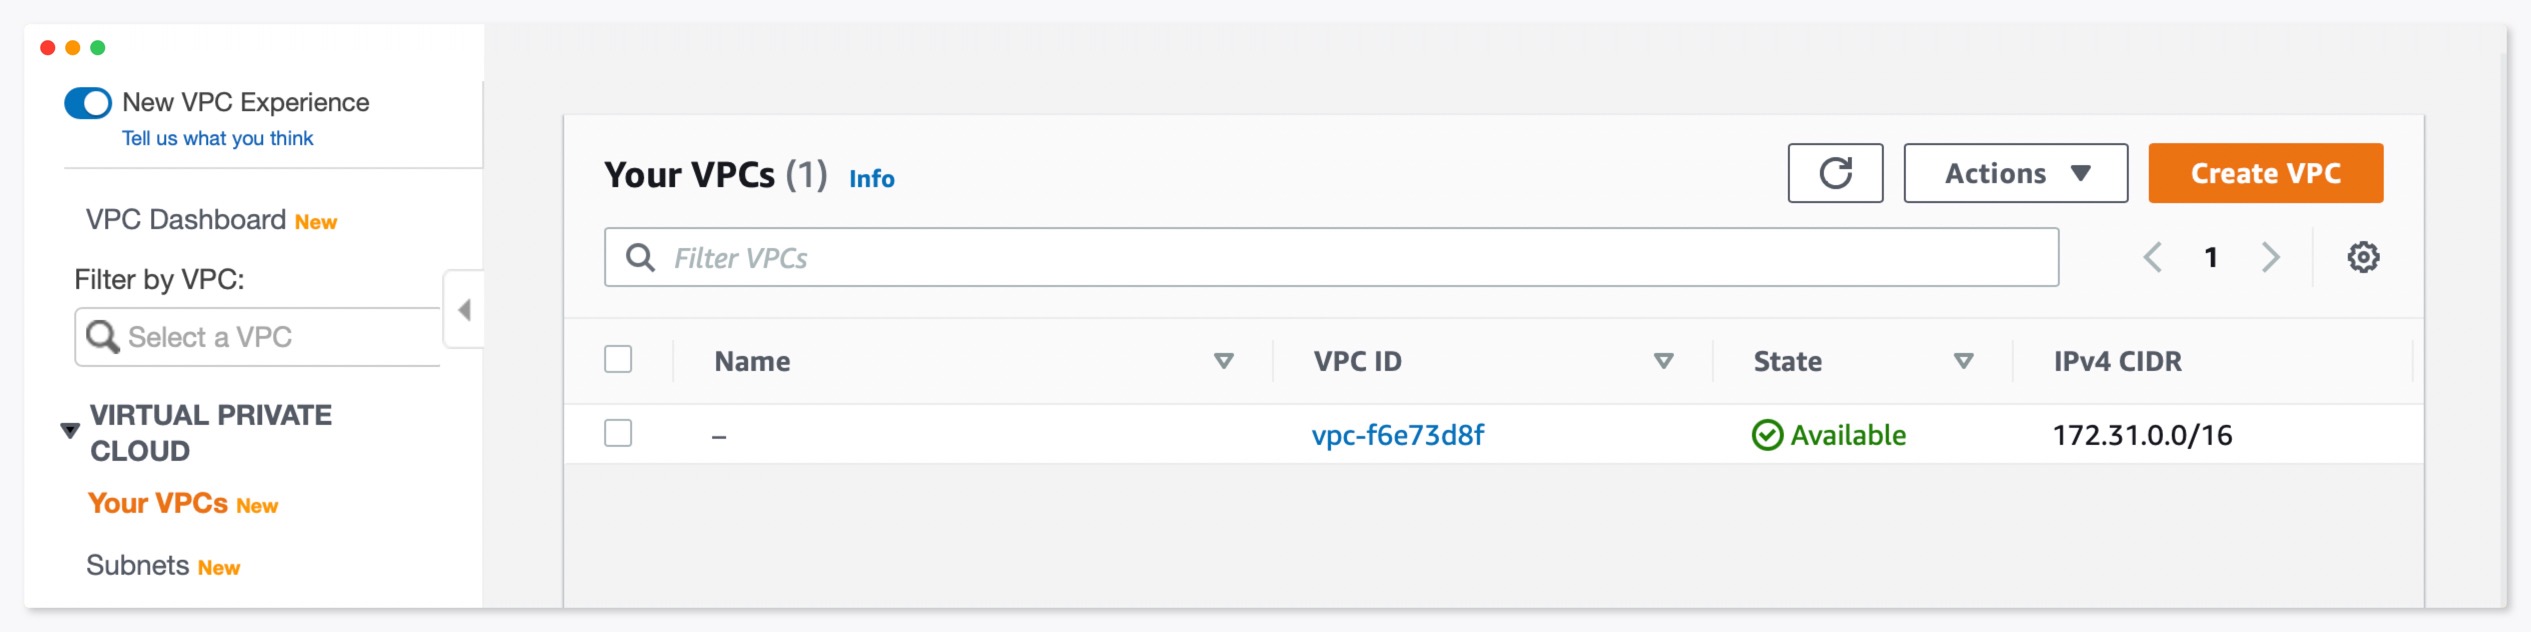 New VPC Experience
Tell us what you think
VPC Dashboard New
Filter by VPC:
Select a VPC
VIRTUAL PRIVATE
CLOUD
Your VPCs New
Subnets New
Your VPCs (1) Info
Actions
Create VPC
Filter VPCs
1
Name VPC ID State IPv4 CIDR
– vpc-f6e73d8f Available 172.31.0.0/16